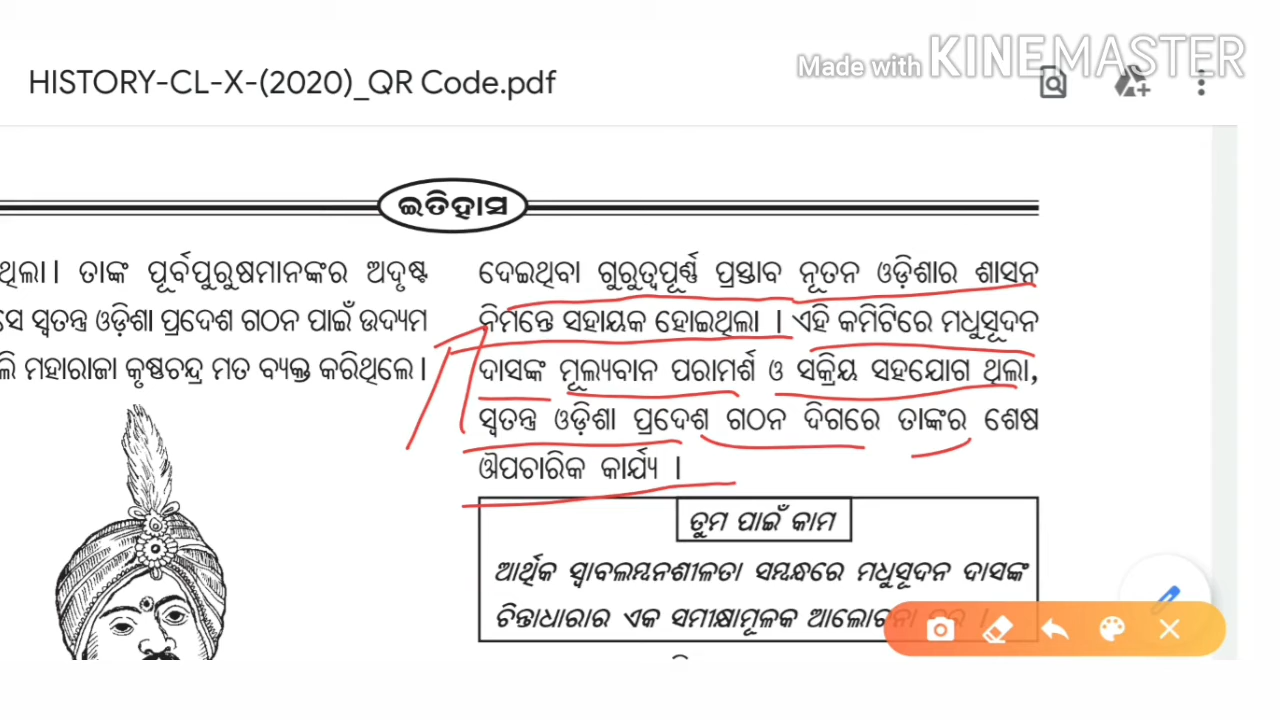 Made with KINEMASTER
HISTORY-CL-X-(2020)_QR Code.pdf
ଇତିହାସ
ଥିଲା। ତାଙ୍କ ପୂର୍ବପୁରୁଷମାନଙ୍କର ଅଦୃଷ୍ଟ
ସେ ସ୍ୱତନ୍ତ୍ର ଓଡ଼ିଶା ପ୍ରଦେଶ ଗଠନ ପାଇଁ ଉଦ୍ୟମ
ଲି ମହାରାଜା କୃଷ୍ଣଚନ୍ଦ୍ର ମତ ବ୍ୟକ୍ତ କରିଥିଲେ।
ଦେଇଥିବା ଗୁରୁତ୍ୱପୂର୍ଣ୍ଣ ପ୍ରସ୍ତାବ ନୂତନ ଓଡ଼ିଶାର ଶାସନ
ନିମନ୍ତେ ସହାୟକ ହୋଇଥିଲା । ଏହି କମିଟିରେ ମଧୁସୂଦନ
ଦାସଙ୍କ ମୂଲ୍ୟବାନ ପରାମର୍ଶ ଓ ସକ୍ରିୟ ସହଯୋଗ ଥିଲା,
ସ୍ୱତନ୍ତ୍ର ଓଡ଼ିଶା ପ୍ରଦେଶ ଗଠନ ଦିଗରେ ତାଙ୍କର ଶେଷ
ଔପଚାରିକ କାର୍ଯ୍ୟ ।
ତୁମ ପାଇଁ କାମ
ଆର୍ଥିକ ସ୍ୱାବଲମ୍ବନଶୀଳତା ସମ୍ବନ୍ଧରେ ମଧୁସୂଦନ ଦାସଙ୍କ
ଚିନ୍ତାଧାରାର ଏକ ସମୀକ୍ଷାମୂଳକ ଆଲୋଚନା